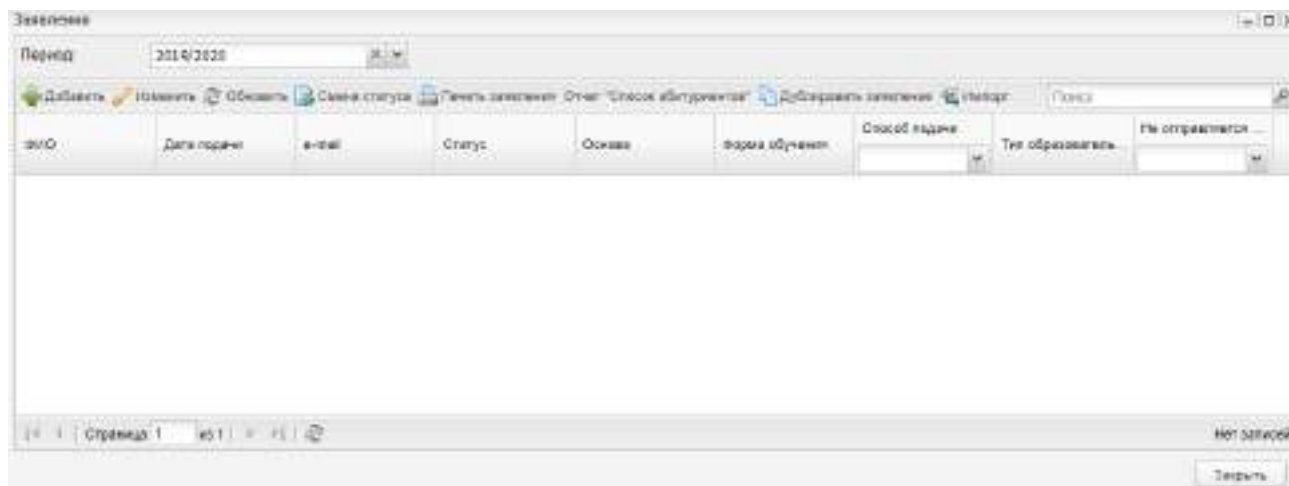 Заявления
Период: 2019/2020
Добавить Изменить Обновить Смена статуса Печать заявления Отчет "Список абитуриентов" Дублировать заявление Импорт Поиск
ФИО Дата подачи e-mail Статус Основа Форма обучения Способ подачи Тип образователь... Не отправляется ...
Страница 1 из 1 Нет записей
Закрыть